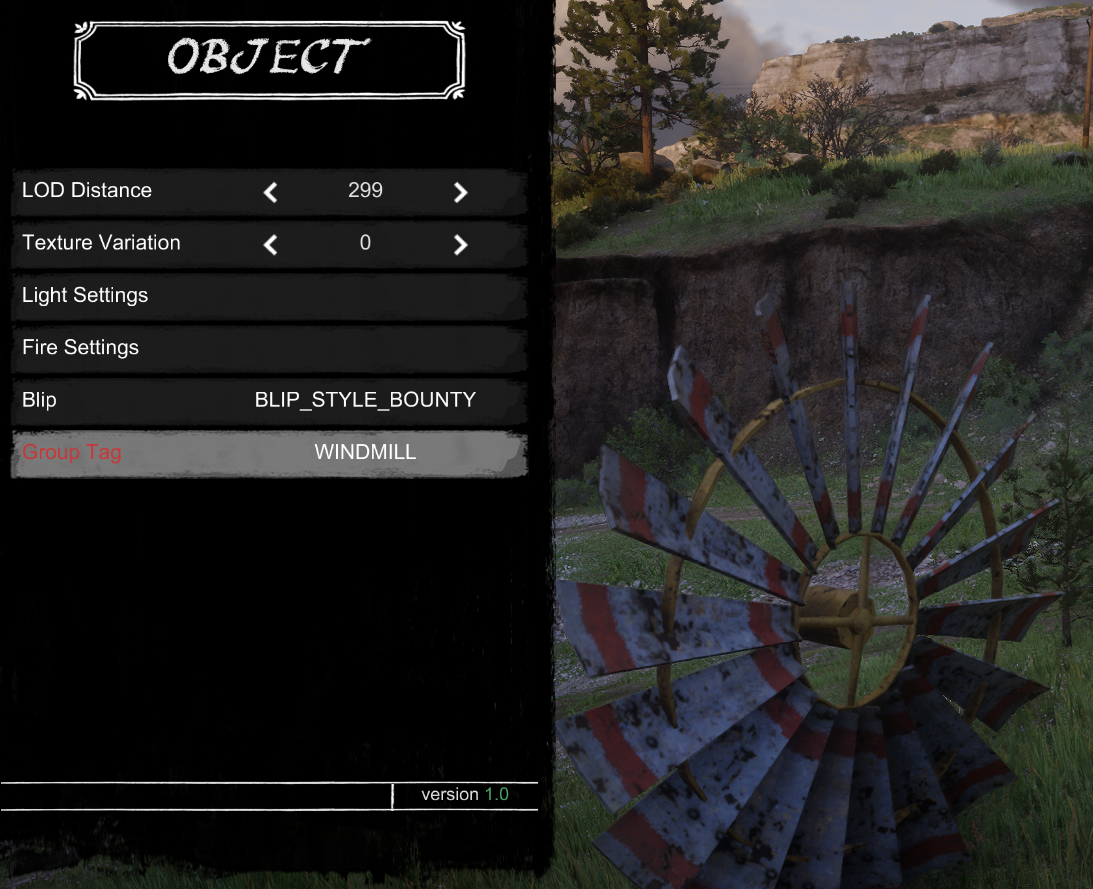 OBJECT
LOD Distance 299
Texture Variation 0
Light Settings
Fire Settings
Blip BLIP_STYLE_BOUNTY
Group Tag WINDMILL
version 1.0